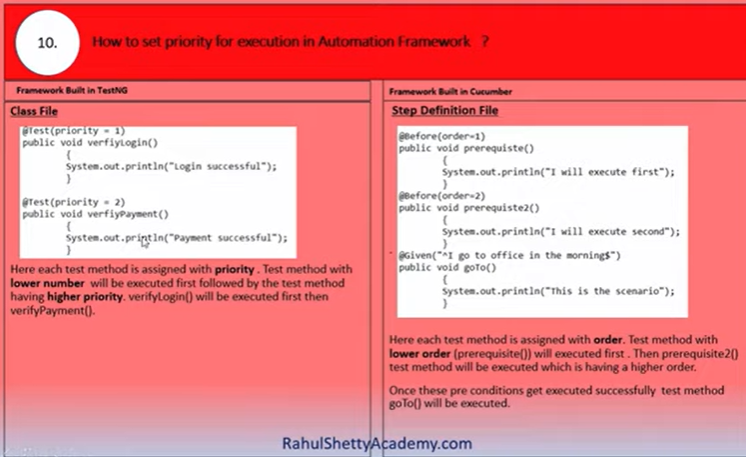 10.
How to set priority for execution in Automation Framework ?
Framework Built in TestNG
Class File
@Test(priority = 1)
public void verfiyLogin()
{
System.out.println("Login successful");
}
@Test(priority = 2)
public void verfiyPayment()
{
System.out.println("Payment successful");
}
Here each test method is assigned with priority . Test method with
lower number will be executed first followed by the test method
having higher priority. verifyLogin() will be executed first then
verifyPayment().
Framework Built in Cucumber
Step Definition File
@Before(order=1)
public void prerequiste()
{
System.out.println("I will execute first");
}
@Before(order=2)
public void prerequiste2()
{
System.out.println("I will execute second");
}
@Given("^I go to office in the morning$")
public void goTo()
{
System.out.println("This is the scenario");
}
Here each test method is assigned with order. Test method with
lower order (prerequisite()) will executed first . Then prerequisite2()
test method will be executed which is having a higher order.
Once these pre conditions get executed successfully test method
goTo() will be executed.
RahulShettyAcademy.com